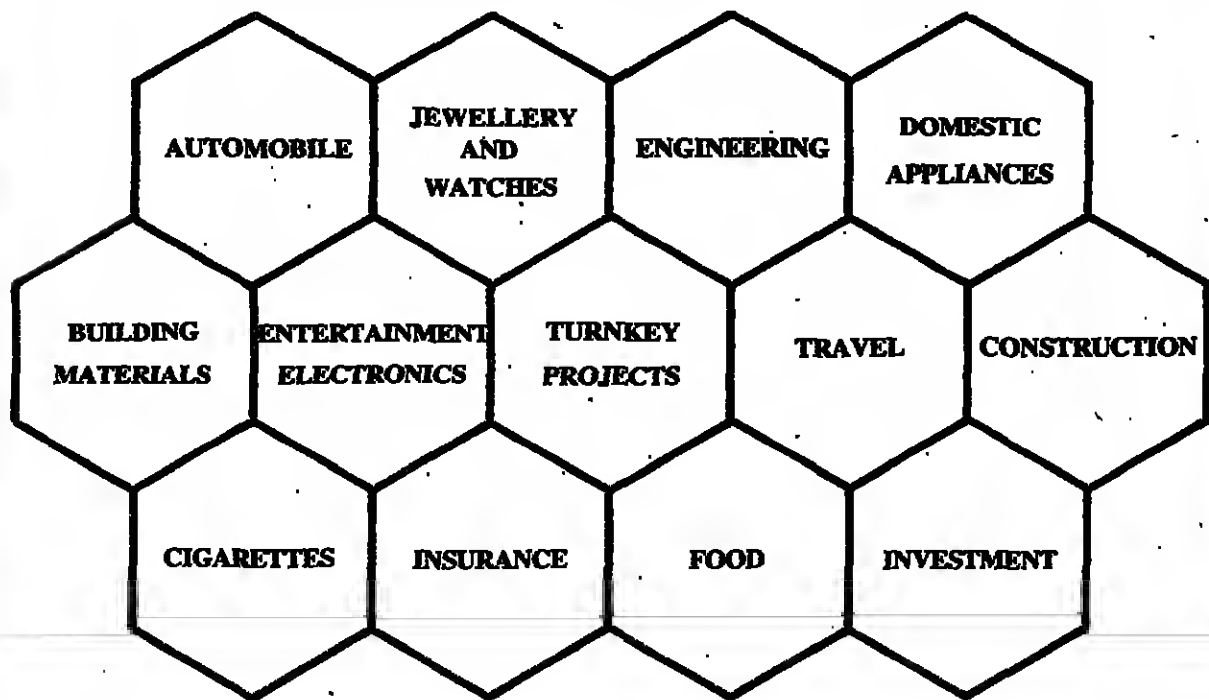 AUTOMOBILE
JEWELLERY
AND
WATCHES
ENGINEERING
DOMESTIC
APPLIANCES
BUILDING
MATERIALS
ENTERTAINMENT
ELECTRONICS
TURNKEY
PROJECTS
TRAVEL
CONSTRUCTION
CIGARETTES
INSURANCE
FOOD
INVESTMENT